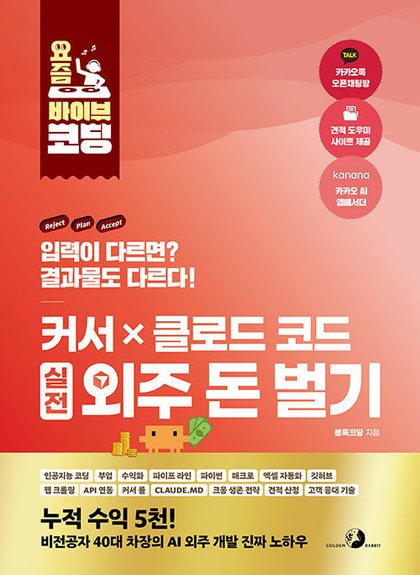 요즘
바이브
코딩
TALK
카카오톡
오픈채팅방
견적 도우미
사이트 제공
kanana
카카오 AI
앰배서더
Reject
Plan
Accept
입력이 다르면?
결과물도 다르다!
커서 × 클로드 코드
실전 외주 돈 벌기
불혹코딩 지음
인공지능 코딩 부업 수익화 파이프 라인 파이썬 매크로 엑셀 자동화 깃허브
웹 크롤링 API 연동 커서 룰 CLAUDE.MD 크몽 생존 전략 견적 산정 고객 응대 기술
누적 수익 5천!
비전공자 40대 차장의 AI 외주 개발 진짜 노하우
GOLDEN RABBIT